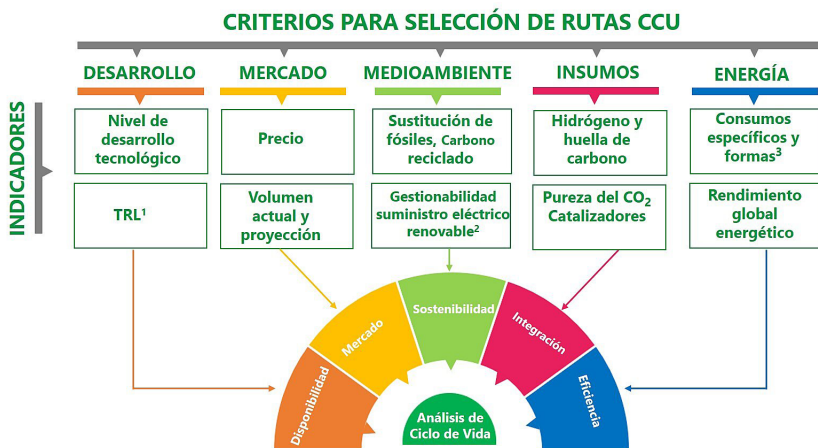 CRITERIOS PARA SELECCIÓN DE RUTAS CCU
DESARROLLO
MERCADO
MEDIOAMBIENTE
INSUMOS
ENERGÍA
INDICADORES
Nivel de
desarrollo
tecnológico
Precio
Sustitución de
fósiles, Carbono
reciclado
Hidrógeno y
huella de
carbono
Consumos
específicos y
formas³
TRL¹
Volumen
actual y
proyección
Gestionabilidad
suministro eléctrico
renovable²
Pureza del CO₂
Catalizadores
Rendimiento
global
energético
Disponibilidad
Mercado
Sostenibilidad
Integración
Eficiencia
Análisis de
Ciclo de Vida